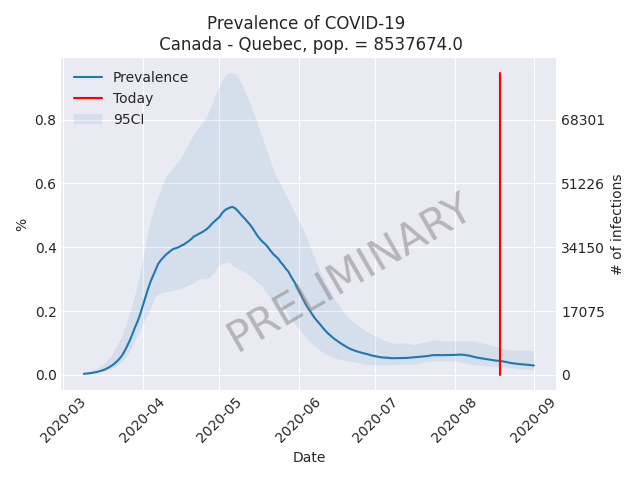 Prevalence of COVID-19
Canada - Quebec, pop. = 8537674.0
Prevalence
Today
95CI
0.8
0.6
0.4
0.2
0.0
%
68301
51226
34150
17075
0
# of infections
PRELIMINARY
2020-03
2020-04
2020-05
2020-06
2020-07
2020-08
2020-09
Date